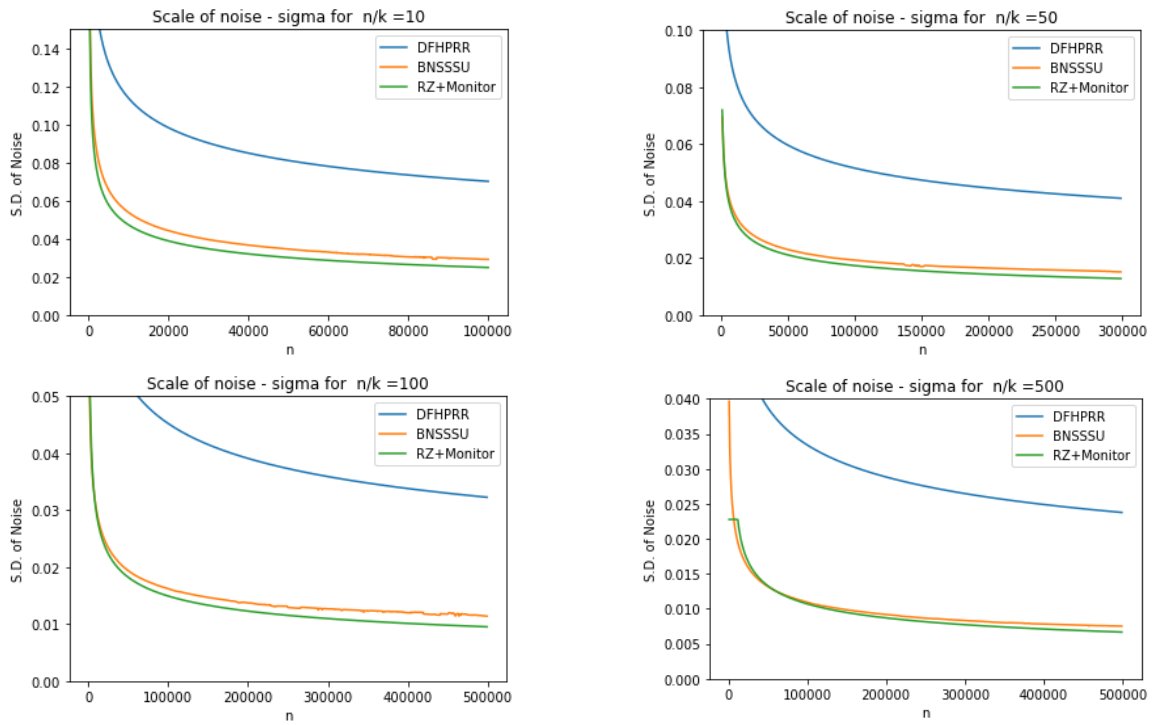 Scale of noise - sigma for n/k =10
S.D. of Noise
0.14
0.12
0.10
0.08
0.06
0.04
0.02
0.00
DFHPRR
BNSSSU
RZ+Monitor
0 20000 40000 60000 80000 100000
n
Scale of noise - sigma for n/k =50
S.D. of Noise
0.10
0.08
0.06
0.04
0.02
0.00
DFHPRR
BNSSSU
RZ+Monitor
0 50000 100000 150000 200000 250000 300000
n
Scale of noise - sigma for n/k =100
S.D. of Noise
0.05
0.04
0.03
0.02
0.01
0.00
DFHPRR
BNSSSU
RZ+Monitor
0 100000 200000 300000 400000 500000
n
Scale of noise - sigma for n/k =500
S.D. of Noise
0.040
0.035
0.030
0.025
0.020
0.015
0.010
0.005
0.000
DFHPRR
BNSSSU
RZ+Monitor
0 100000 200000 300000 400000 500000
n